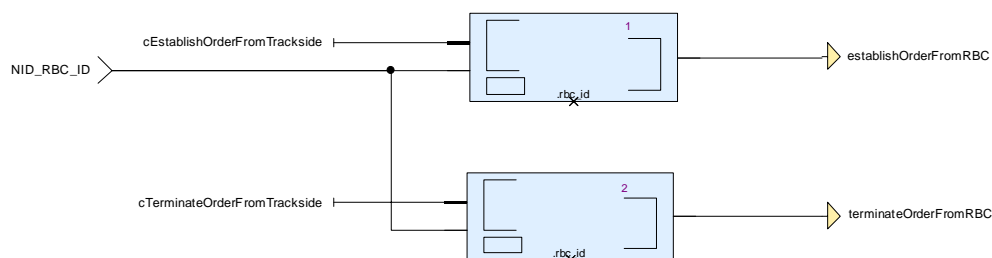 1
cEstablishOrderFromTrackside
establishOrderFromRBC
NID_RBC_ID
.rbc_id
2
cTerminateOrderFromTrackside
terminateOrderFromRBC
.rbc_id